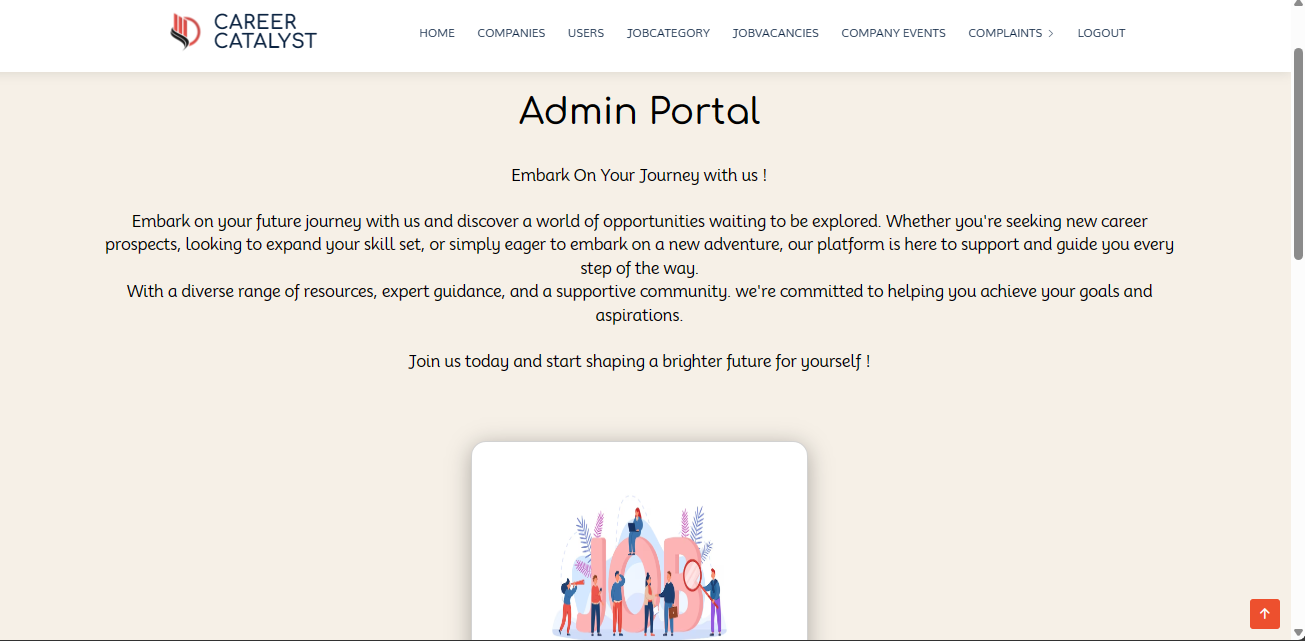 CAREER
CATALYST
HOME COMPANIES USERS JOBCATEGORY JOBVACANCIES COMPANY EVENTS COMPLAINTS LOGOUT
Admin Portal
Embark On Your Journey with us !
Embark on your future journey with us and discover a world of opportunities waiting to be explored. Whether you're seeking new career
prospects, looking to expand your skill set, or simply eager to embark on a new adventure, our platform is here to support and guide you every
step of the way.
With a diverse range of resources, expert guidance, and a supportive community. we're committed to helping you achieve your goals and
aspirations.
Join us today and start shaping a brighter future for yourself !
JOB